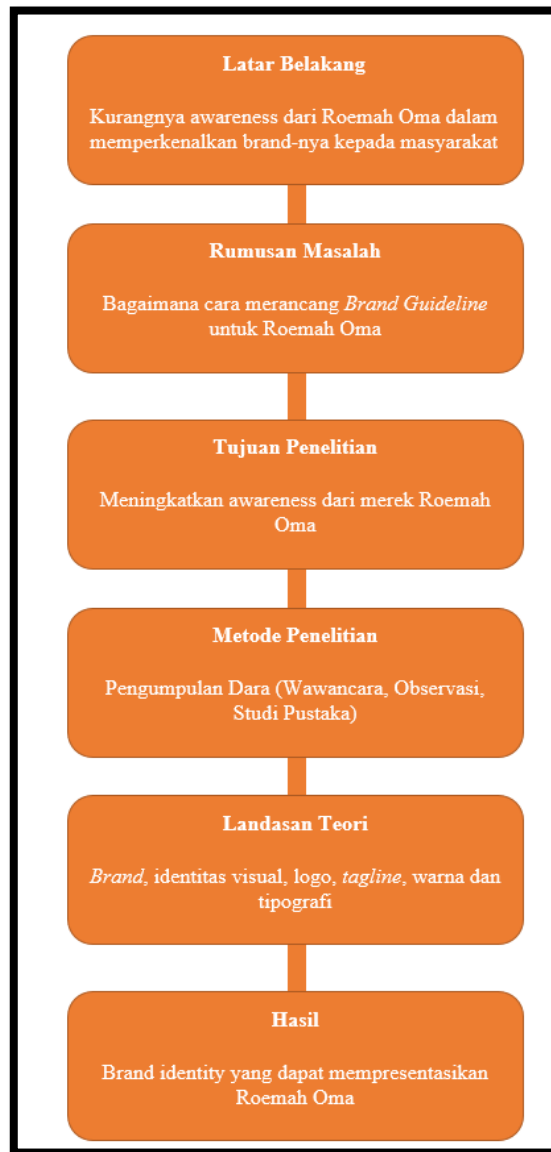 Latar Belakang
Kurangnya awareness dari Roemah Oma dalam
memperkenalkan brand-nya kepada masyarakat
Rumusan Masalah
Bagaimana cara merancang Brand Guideline
untuk Roemah Oma
Tujuan Penelitian
Meningkatkan awareness dari merek Roemah
Oma
Metode Penelitian
Pengumpulan Dara (Wawancara, Observasi,
Studi Pustaka)
Landasan Teori
Brand, identitas visual, logo, tagline, warna dan
tipografi
Hasil
Brand identity yang dapat mempresentasikan
Roemah Oma